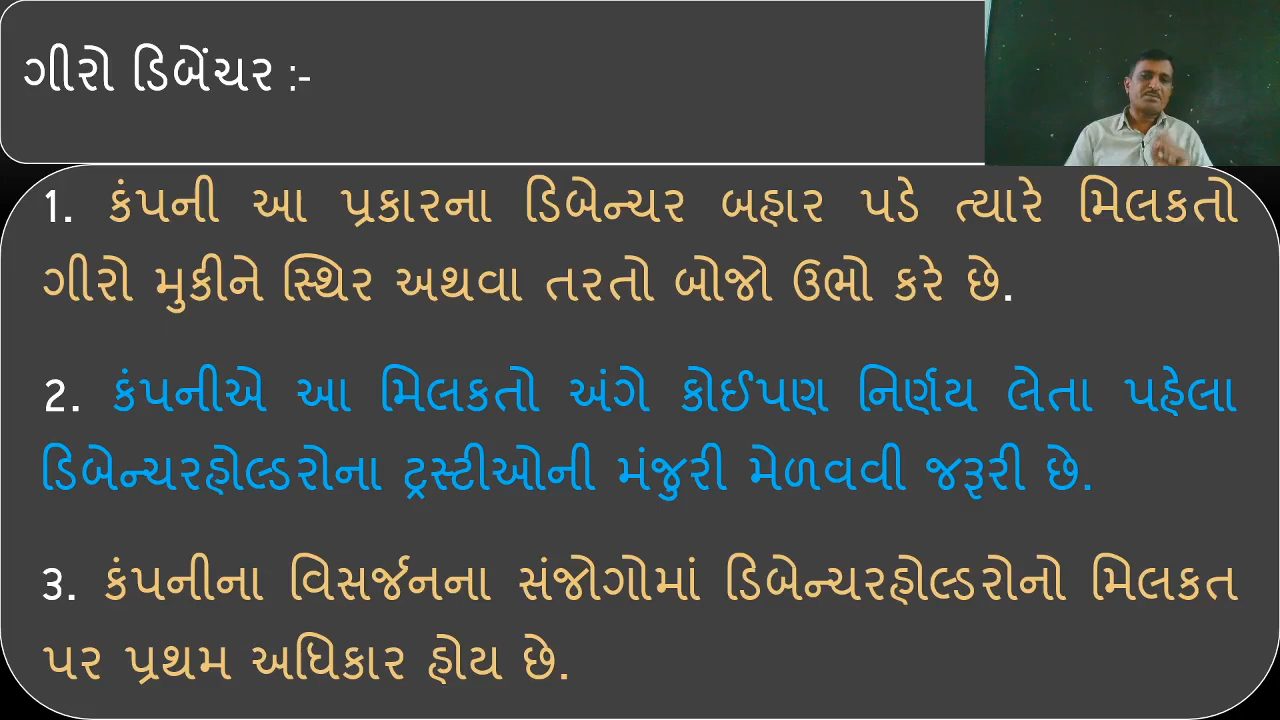 ગીરો ડિબેંચર :-
1. કંપની આ પ્રકારના ડિબેન્ચર બહાર પડે ત્યારે મિલકતો
ગીરો મુકીને સ્થિર અથવા તરતો બોજો ઉભો કરે છે.
2. કંપનીએ આ મિલકતો અંગે કોઈપણ નિર્ણય લેતા પહેલા
ડિબેન્ચરહોલ્ડરોના ટ્રસ્ટીઓની મંજુરી મેળવવી જરૂરી છે.
3. કંપનીના વિસર્જનના સંજોગોમાં ડિબેન્ચરહોલ્ડરોનો મિલકત
પર પ્રથમ અધિકાર હોય છે.